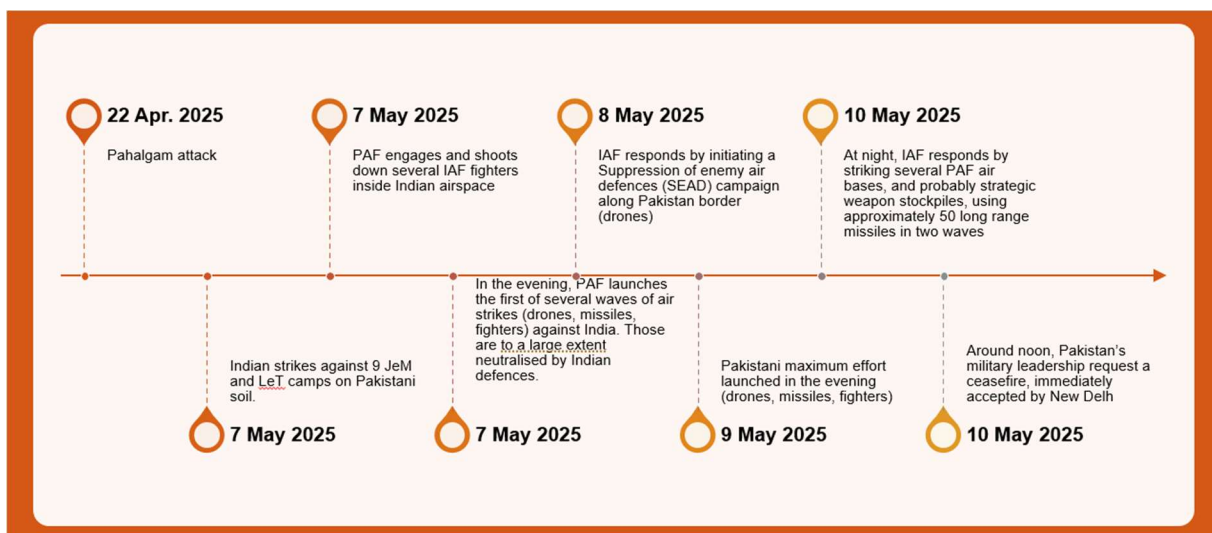 22 Apr. 2025
Pahalgam attack
7 May 2025
PAF engages and shoots
down several IAF fighters
inside Indian airspace
8 May 2025
IAF responds by initiating a
Suppression of enemy air
defences (SEAD) campaign
along Pakistan border
(drones)
10 May 2025
At night, IAF responds by
striking several PAF air
bases, and probably strategic
weapon stockpiles, using
approximately 50 long range
missiles in two waves
Indian strikes against 9 JeM
and LeT camps on Pakistani
soil.
7 May 2025
In the evening, PAF launches
the first of several waves of air
strikes (drones, missiles,
fighters) against India. Those
are to a large extent
neutralised by Indian
defences.
7 May 2025
Pakistani maximum effort
launched in the evening
(drones, missiles, fighters)
9 May 2025
Around noon, Pakistan's
military leadership request a
ceasefire, immediately
accepted by New Delh
10 May 2025